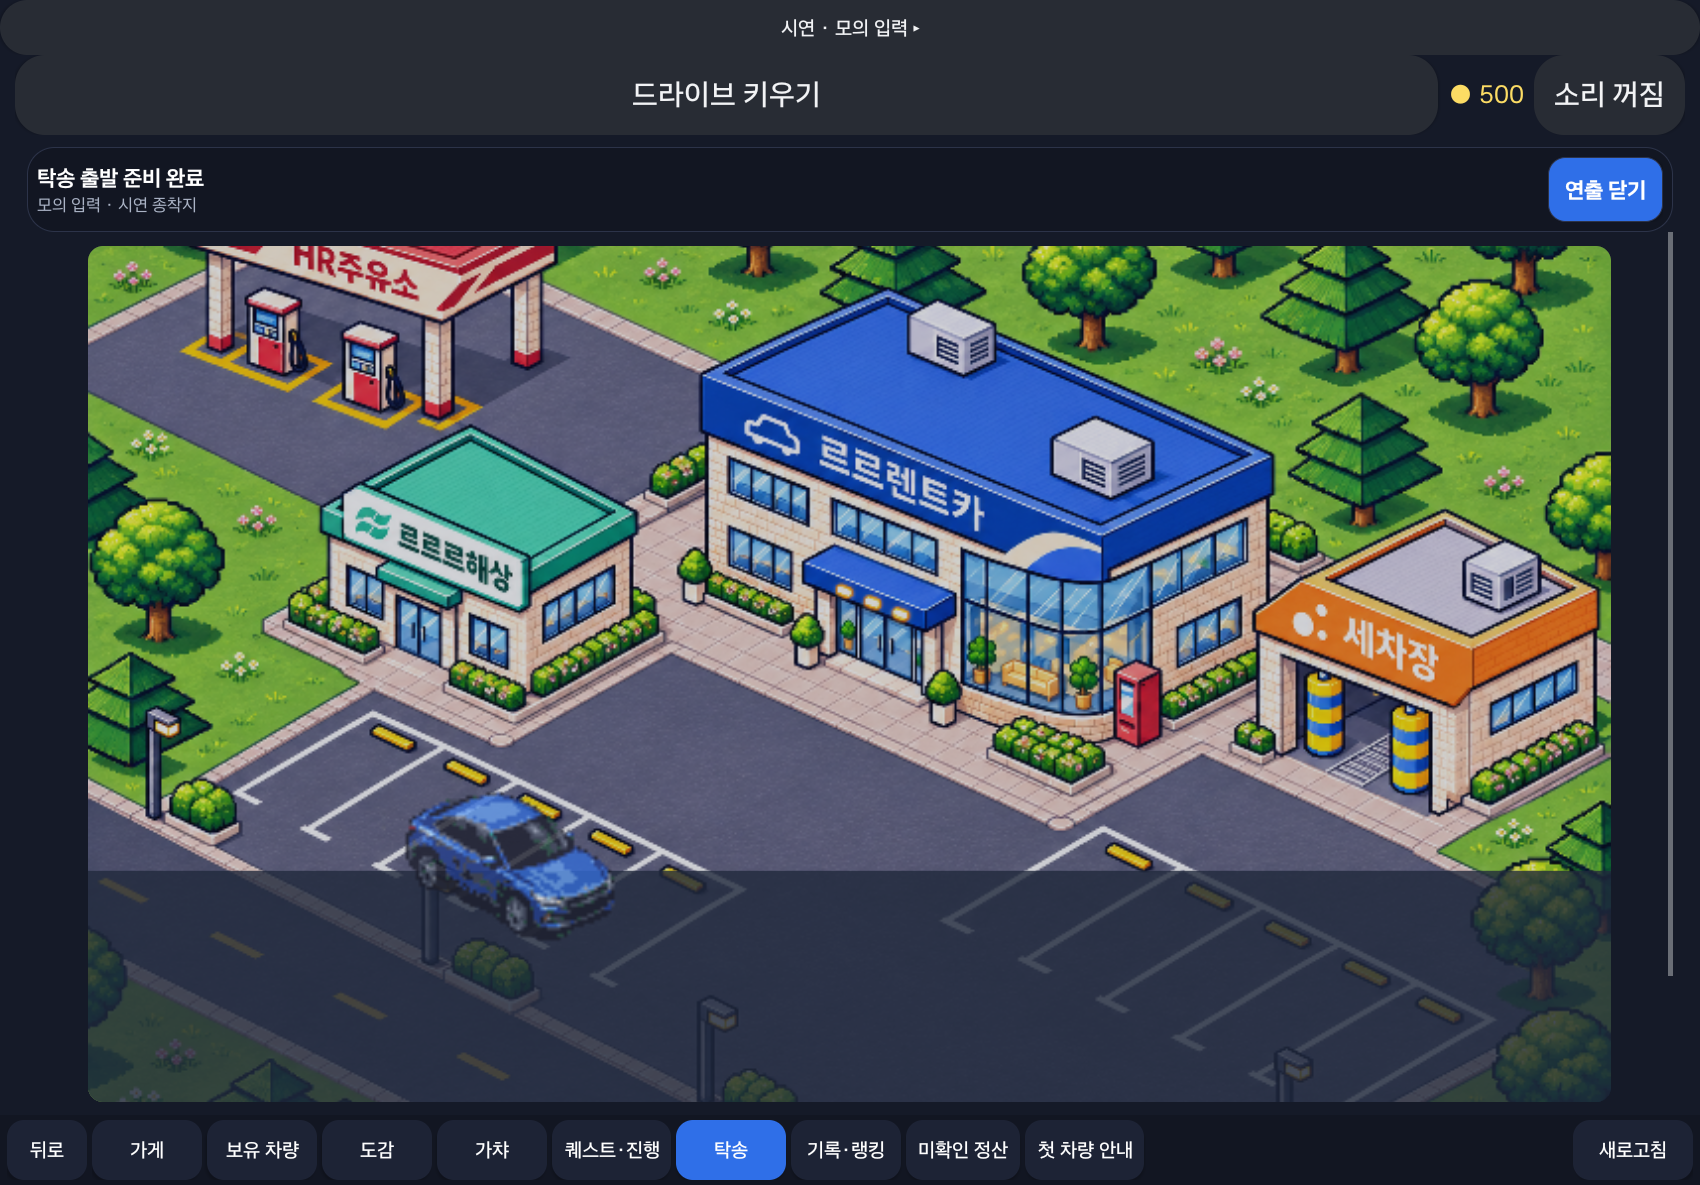 시연 · 모의 입력 ▸
드라이브 키우기
500
소리 꺼짐
탁송 출발 준비 완료
모의 입력 · 시연 종착지
연출 닫기
HR주유소
르르렌트카
르르르해상
세차장
뒤로
가게
보유 차량
도감
가챠
퀘스트·진행
탁송
기록·랭킹
미확인 정산
첫 차량 안내
새로고침